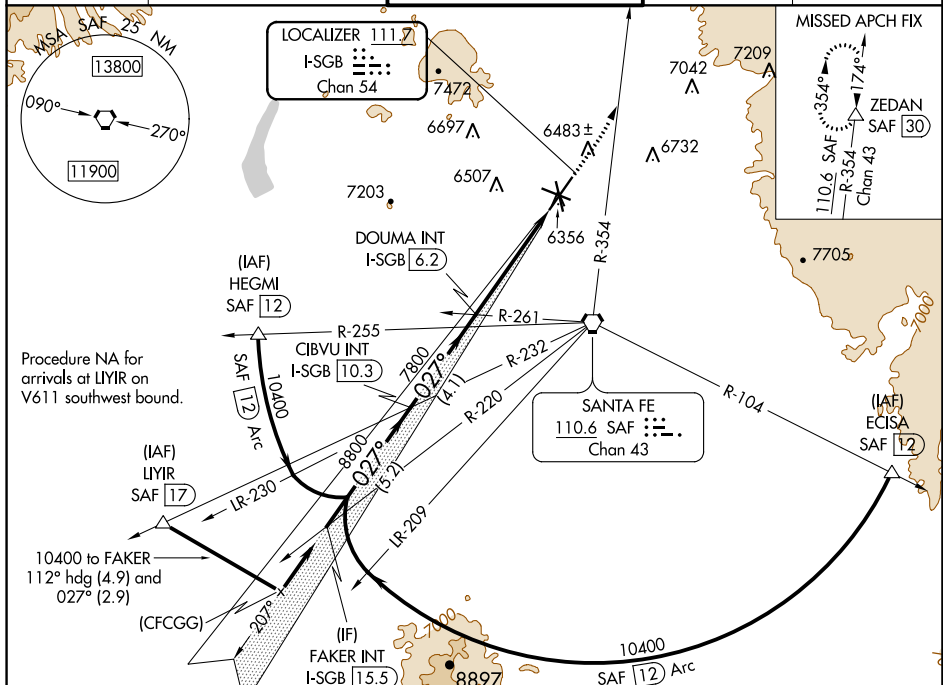 MSA SAF 25 NM
13800
090°
270°
11900
LOCALIZER 111.7
I-SGB
Chan 54
7472
6697
6507
7203
6483±
7042
7209
6732
6356
7705
MISSED APCH FIX
354°
174°
ZEDAN
SAF 30
110.6 SAF
R-354
Chan 43
R-354
DOUMA INT
I-SGB 6.2
(IAF)
HEGMI
SAF 12
R-255
R-261
CIBVU INT
I-SGB 10.3
7800
027°
(4.1)
R-232
R-220
R-104
Procedure NA for
arrivals at LIYIR on
V611 southwest bound.
10400
SAF 12 Arc
SANTA FE
110.6 SAF
Chan 43
(IAF)
ECISA
SAF 12
7000
8800
027°
(5.2)
LR-230
LR-209
(IAF)
LIYIR
SAF 17
10400 to FAKER
112° hdg (4.9) and
027° (2.9)
(CFCGG)
207°
(IF)
FAKER INT
I-SGB 15.5
7000
8897
10400
SAF 12 Arc